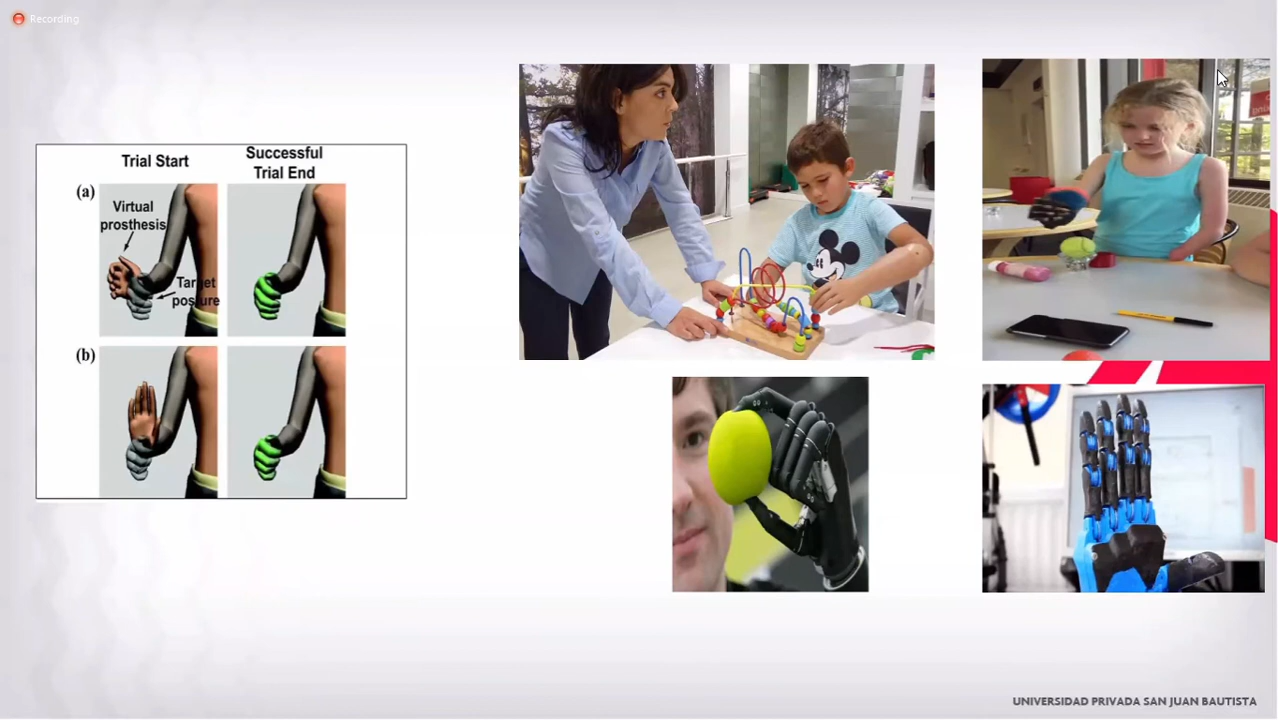 Recording
Trial Start
Successful
Trial End
(a)
Virtual
prosthesis
Target
posture
(b)
UNIVERSIDAD PRIVADA SAN JUAN BAUTISTA